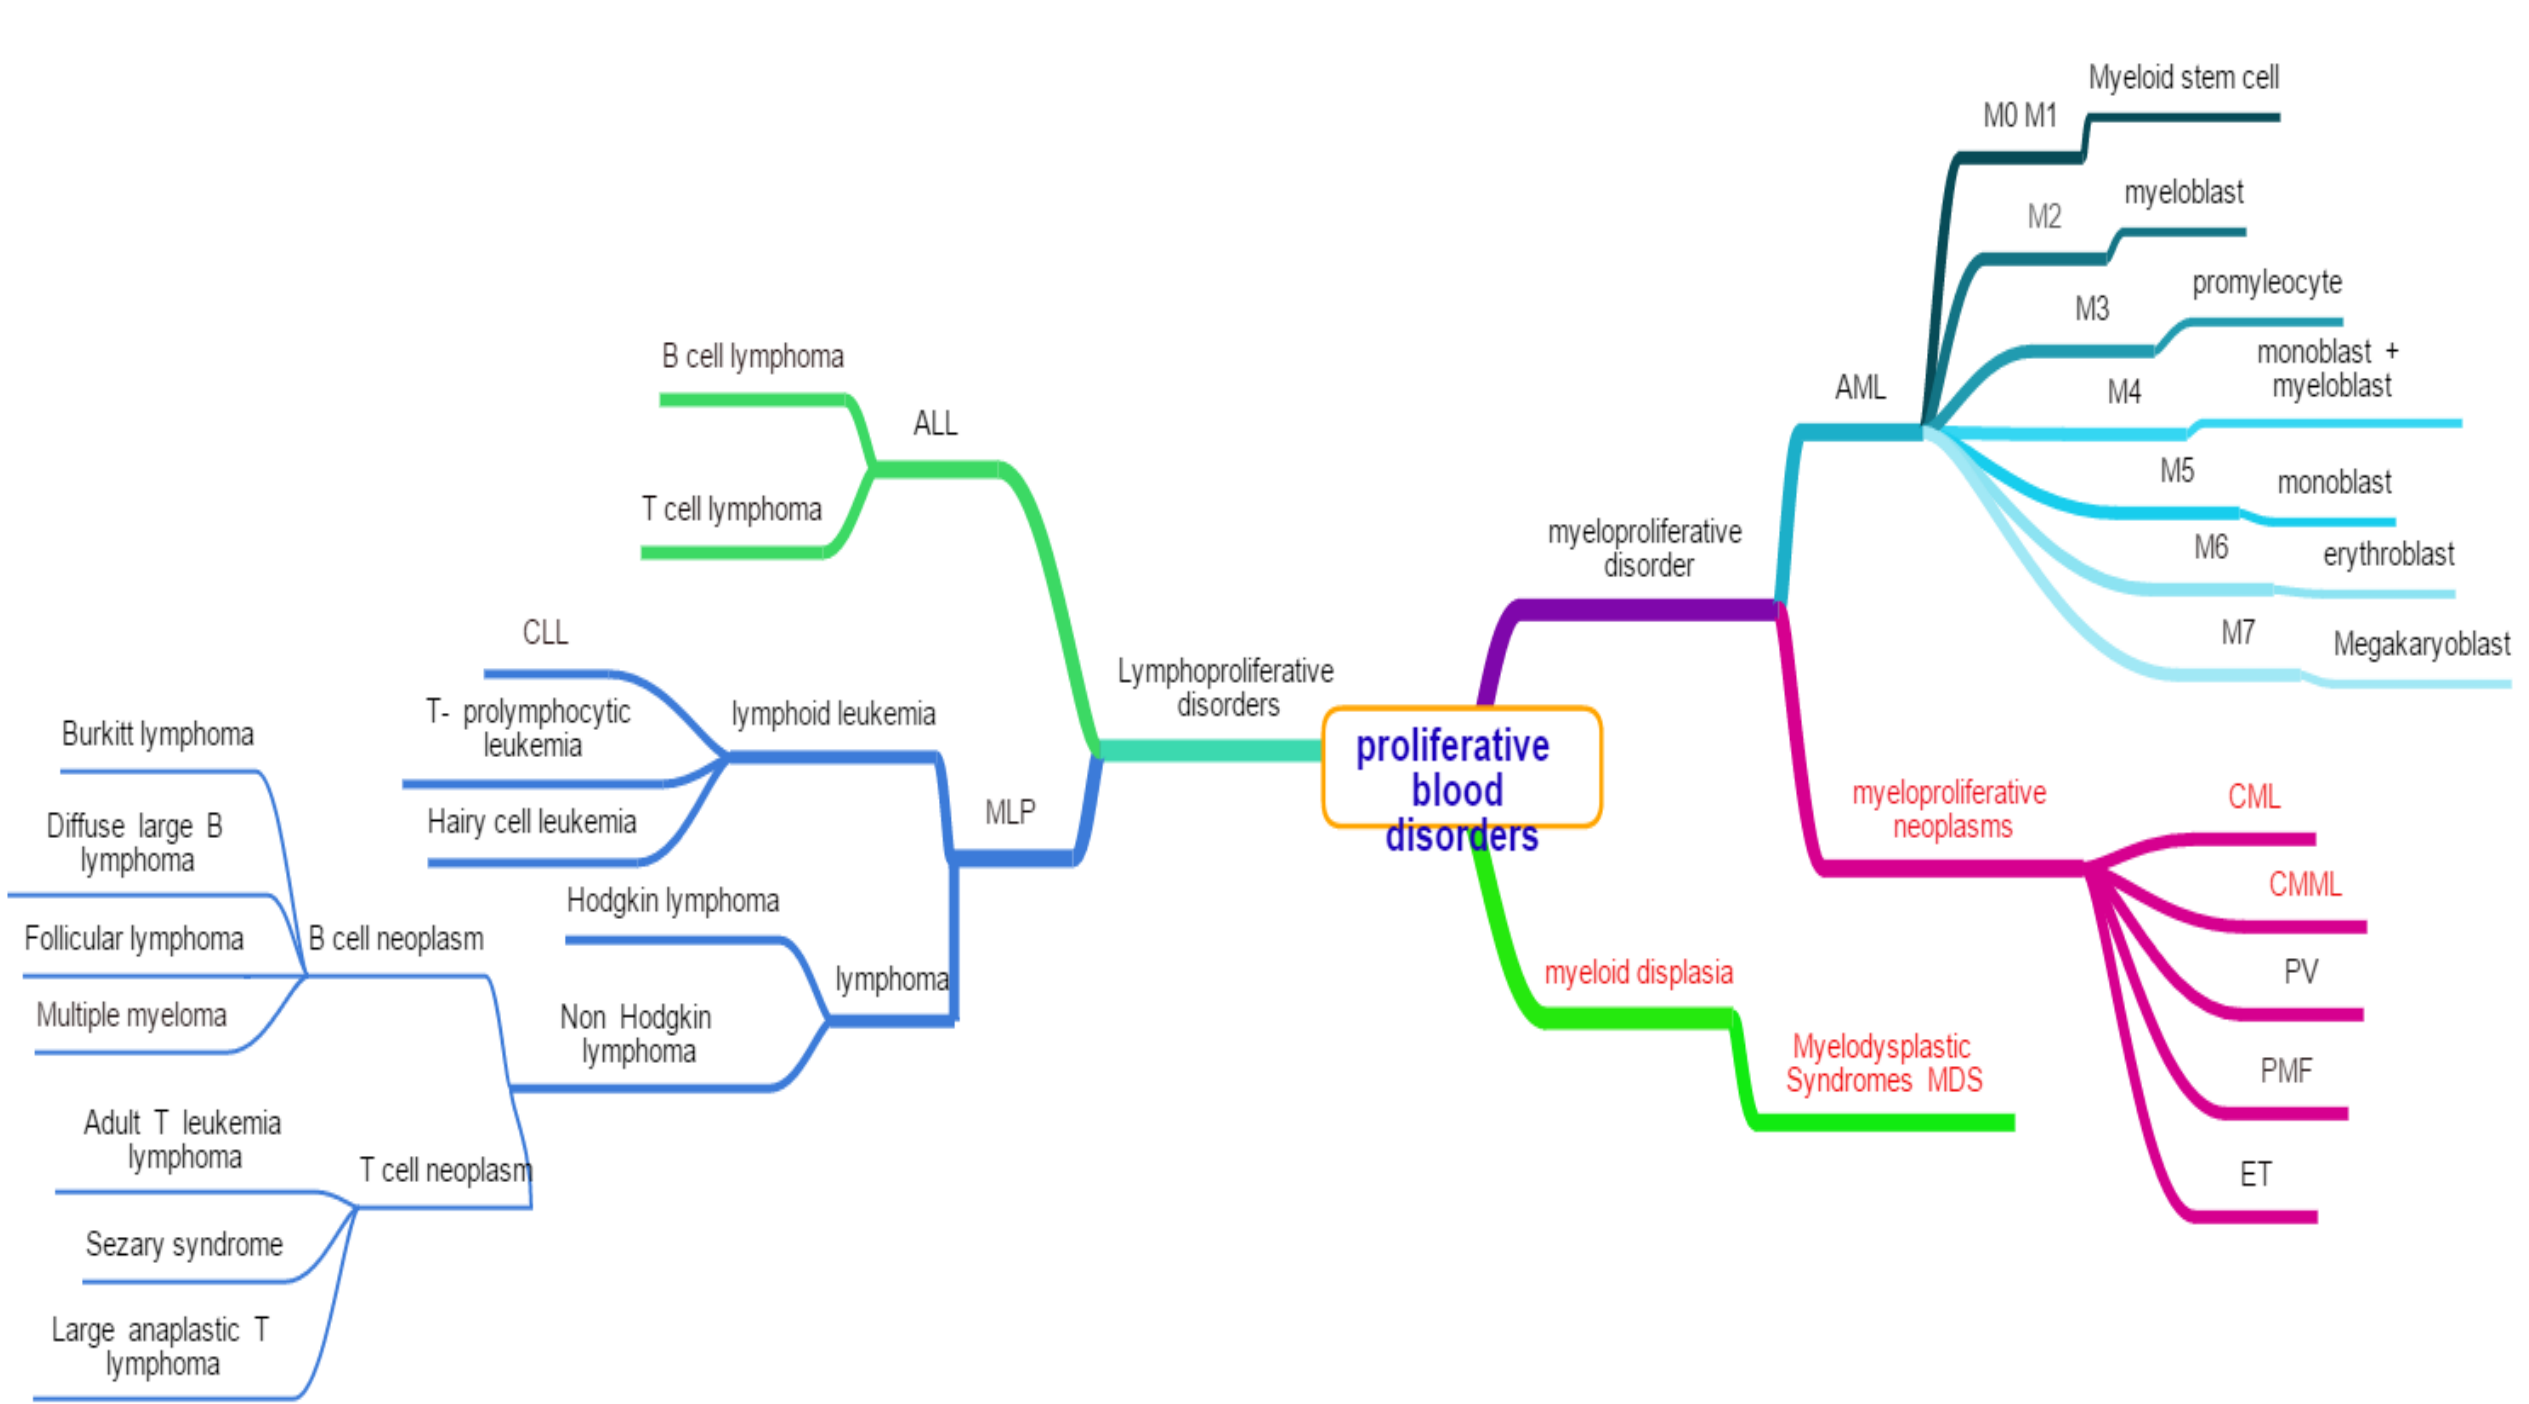 proliferative
blood
disorders
myeloproliferative
disorder
AML
M0 M1
Myeloid stem cell
M2
myeloblast
M3
promyleocyte
M4
monoblast +
myeloblast
M5
monoblast
M6
erythroblast
M7
Megakaryoblast
myeloproliferative
neoplasms
CML
CMML
PV
PMF
ET
myeloid displasia
Myelodysplastic
Syndromes MDS
Lymphoproliferative
disorders
ALL
B cell lymphoma
T cell lymphoma
MLP
lymphoid leukemia
CLL
T- prolymphocytic
leukemia
Hairy cell leukemia
lymphoma
Hodgkin lymphoma
Non Hodgkin
lymphoma
B cell neoplasm
Burkitt lymphoma
Diffuse large B
lymphoma
Follicular lymphoma
Multiple myeloma
T cell neoplasm
Adult T leukemia
lymphoma
Sezary syndrome
Large anaplastic T
lymphoma